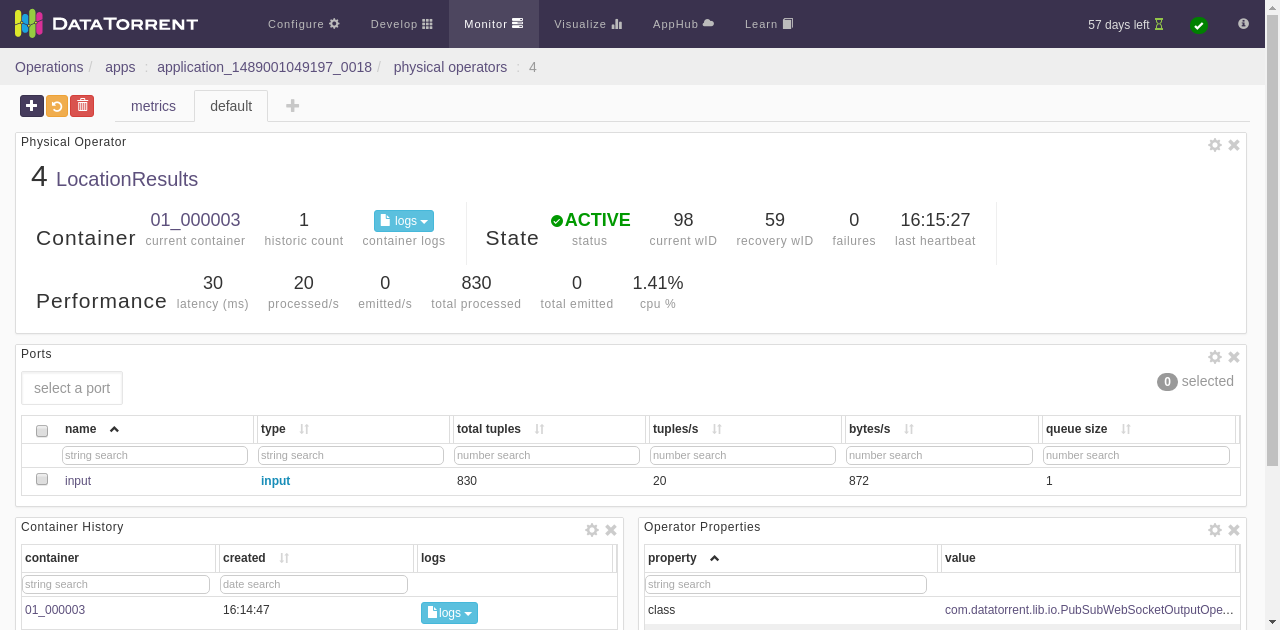 DATATORRENT Configure Develop Monitor Visualize AppHub Learn 57 days left
Operations / apps : application_1489001049197_0018 / physical operators : 4
metrics default
Physical Operator
4 LocationResults
Container 01_000003 current container 1 historic count logs container logs State ACTIVE status 98 current wID 59 recovery wID 0 failures 16:15:27 last heartbeat
Performance 30 latency (ms) 20 processed/s 0 emitted/s 830 total processed 0 total emitted 1.41% cpu %
Ports
select a port 0 selected
name type total tuples tuples/s bytes/s queue size
string search string search number search number search number search number search
input input 830 20 872 1
Container History
container created logs
string search date search
01_000003 16:14:47 logs
Operator Properties
property value
string search
class com.datatorrent.lib.io.PubSubWebSocketOutputOpe...